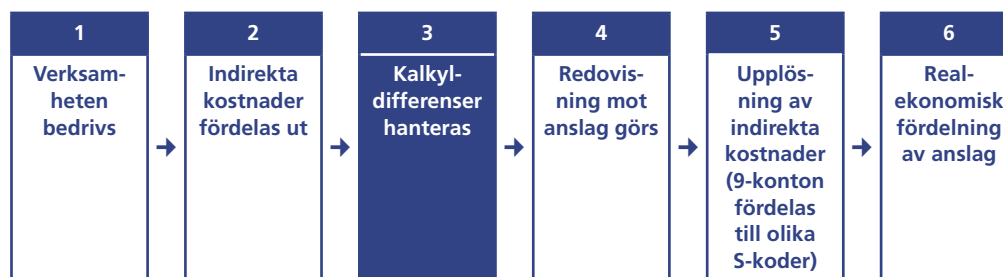 1
Verksam-
heten
bedrivs
2
Indirekta
kostnader
fördelas ut
3
Kalkyl-
differenser
hanteras
4
Redovis-
ning mot
anslag görs
5
Upplös-
ning av
indirekta
kostnader
(9-konton
fördelas
till olika
S-koder)
6
Real-
ekonomisk
fördelning
av anslag